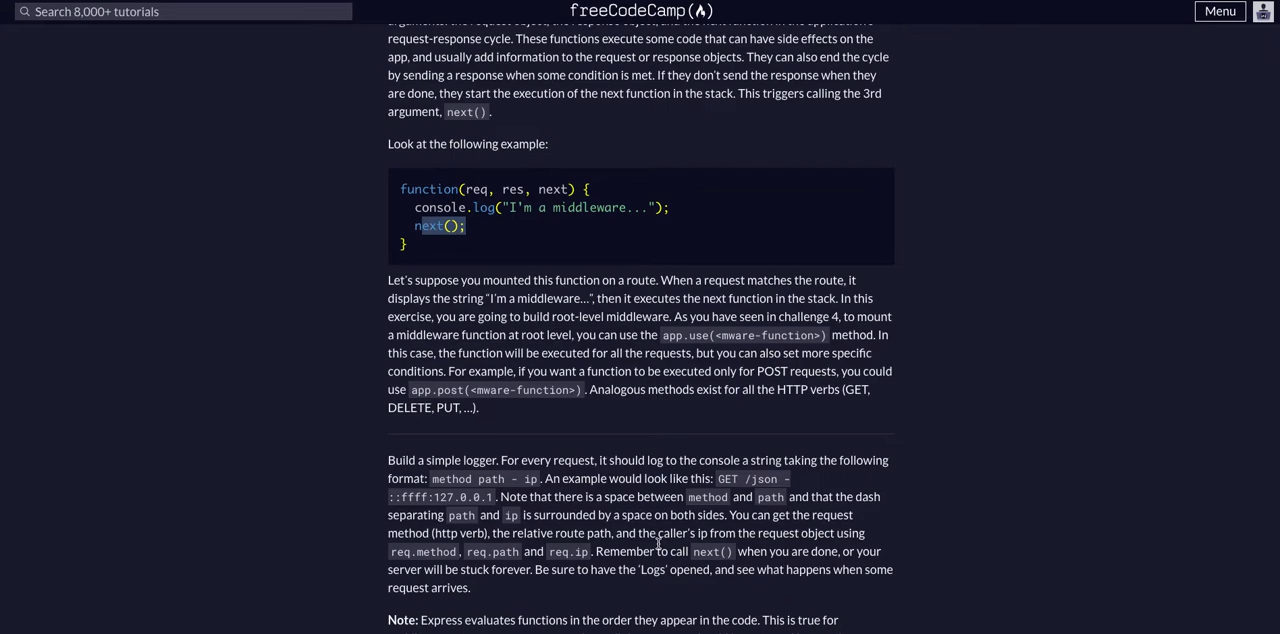 Search 8,000+ tutorials
freeCodeCamp
Menu
arguments: the request object, the response object, and the next function in the application's
request-response cycle. These functions execute some code that can have side effects on the
app, and usually add information to the request or response objects. They can also end the cycle
by sending a response when some condition is met. If they don't send the response when they
are done, they start the execution of the next function in the stack. This triggers calling the 3rd
argument, next().
Look at the following example:
function(req, res, next) {
console.log("I'm a middleware...");
next();
}
Let's suppose you mounted this function on a route. When a request matches the route, it
displays the string “I'm a middleware…”, then it executes the next function in the stack. In this
exercise, you are going to build root-level middleware. As you have seen in challenge 4, to mount
a middleware function at root level, you can use the app.use(<mware-function>) method. In
this case, the function will be executed for all the requests, but you can also set more specific
conditions. For example, if you want a function to be executed only for POST requests, you could
use app.post(<mware-function>). Analogous methods exist for all the HTTP verbs (GET,
DELETE, PUT, …).
Build a simple logger. For every request, it should log to the console a string taking the following
format: method path - ip. An example would look like this: GET /json -
::ffff:127.0.0.1. Note that there is a space between method and path and that the dash
separating path and ip is surrounded by a space on both sides. You can get the request
method (http verb), the relative route path, and the caller's ip from the request object using
req.method, req.path and req.ip. Remember to call next() when you are done, or your
server will be stuck forever. Be sure to have the ‘Logs’ opened, and see what happens when some
request arrives.
Note: Express evaluates functions in the order they appear in the code. This is true for